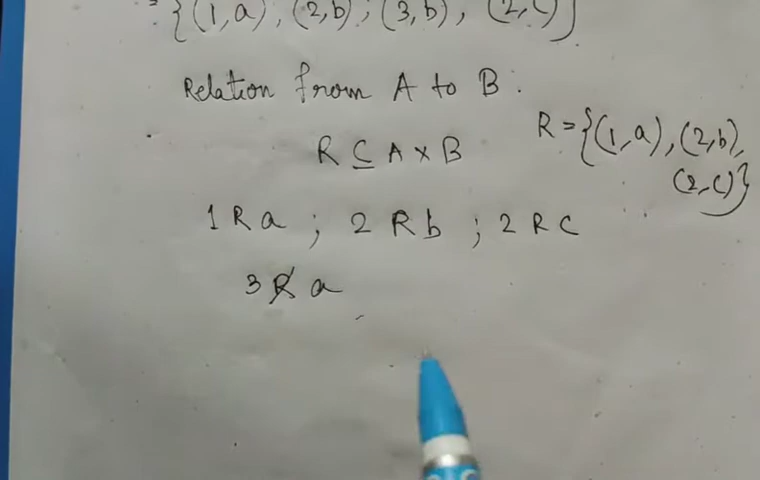 = {(1,a), (2,b), (3,b), (2,c)}
Relation from A to B :
R ⊆ A × B
R = {(1,a), (2,b),
(2,c)}
1 R a ; 2 R b ; 2 R c
3 R̸ a